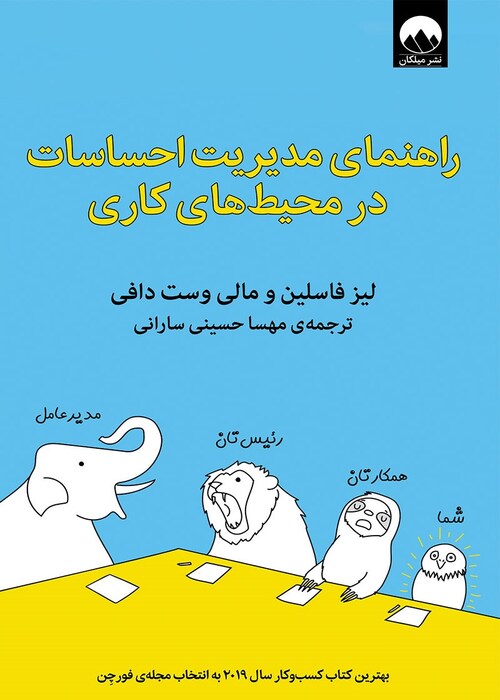 نشر میلکان
راهنمای مدیریت احساسات
در محیط‌های کاری
لیز فاسلین و مالی وست دافی
ترجمه‌ی مهسا حسینی سارانی
مدیرعامل
رئیس‌تان
همکارتان
شما
بهترین کتاب کسب‌وکار سال ۲۰۱۹ به انتخاب مجله‌ی فورچن